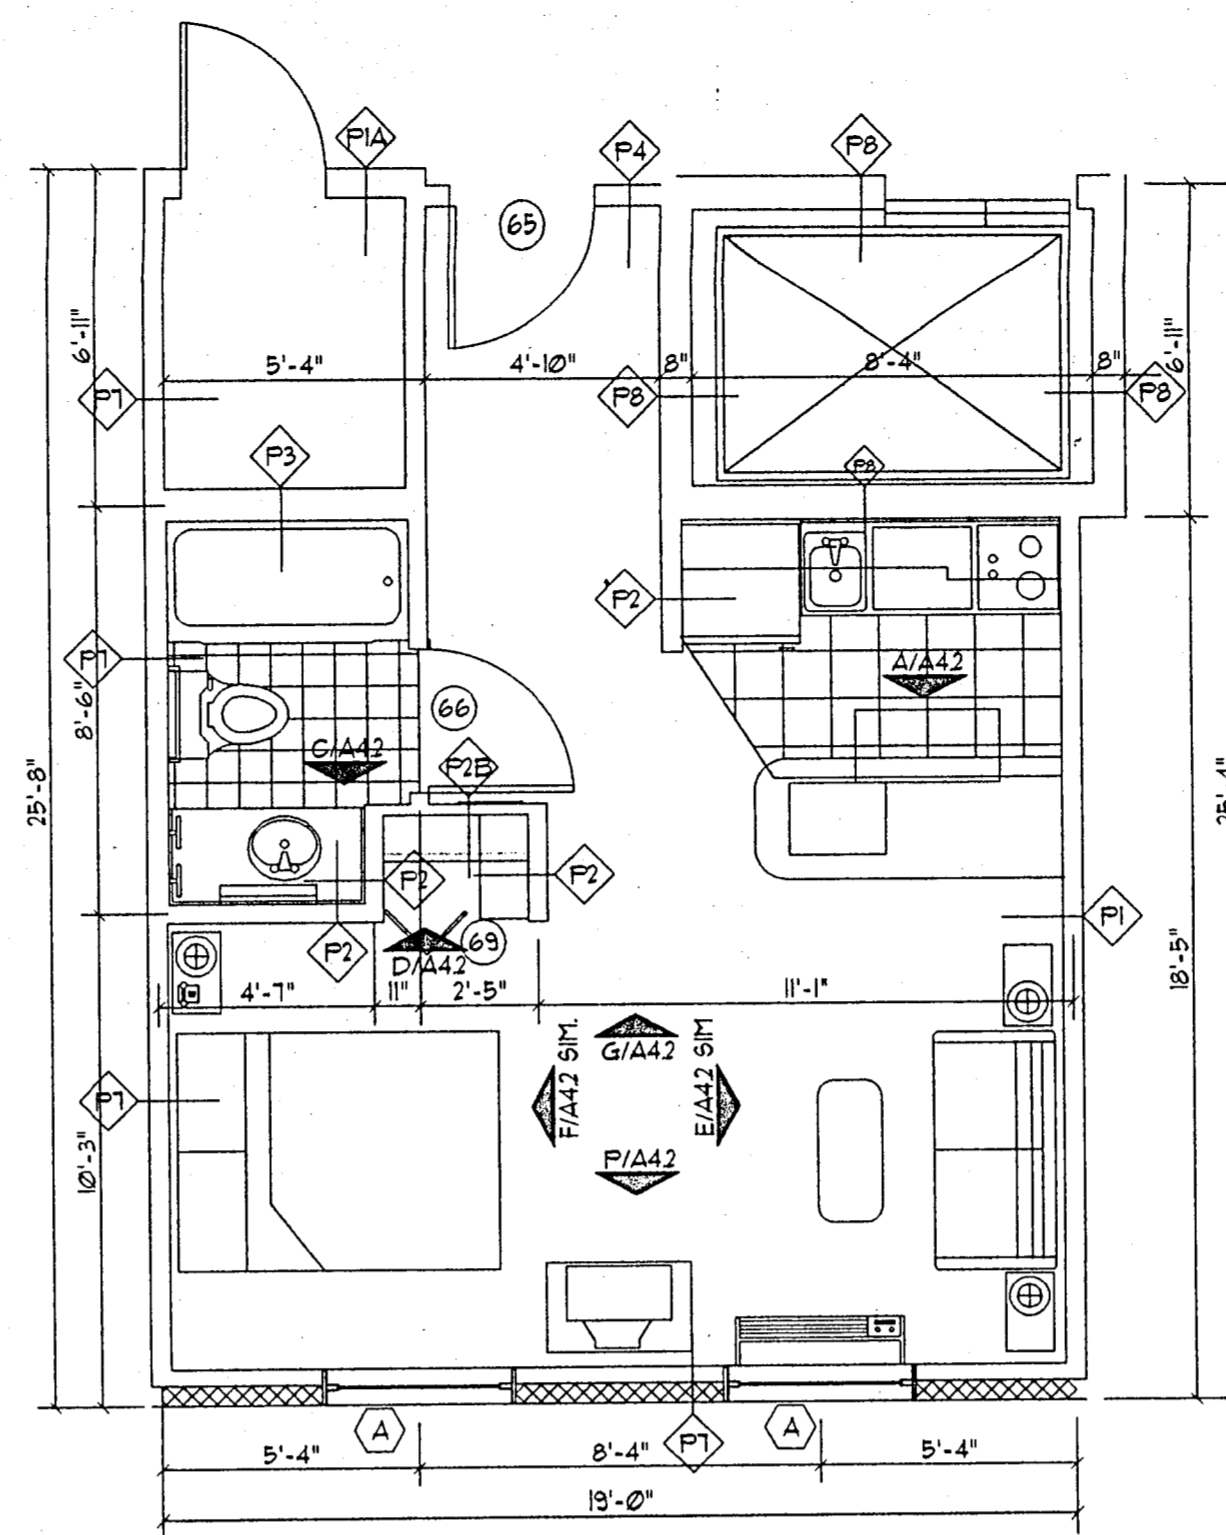 P1A
P4
P8
65
6'-11"
5'-4"
4'-10"
8"
8'-4"
8"
6'-11"
P7
P8
P8
P3
P8
P2
P7
A/A4.2
66
8'-6"
C/A4.2
P2B
25'-8"
25'-4"
P2
P2
P1
P2
69
D/A4.2
4'-7"
11"
2'-5"
11'-1"
18'-5"
G/A4.2
F/A4.2 SIM.
E/A4.2 SIM
P7
P/A4.2
10'-3"
A
A
P7
5'-4"
8'-4"
5'-4"
19'-0"